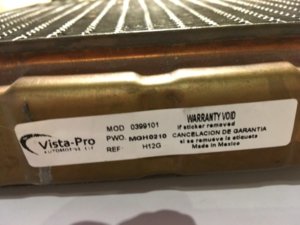 Vista-Pro
AUTOMOTIVE, LLC
MOD 0399101
PWO. MGH0210
REF: H12G
WARRANTY VOID
if sticker removed
CANCELACION DE GARANTIA
si se remueve la etiqueta
Made in Mexico